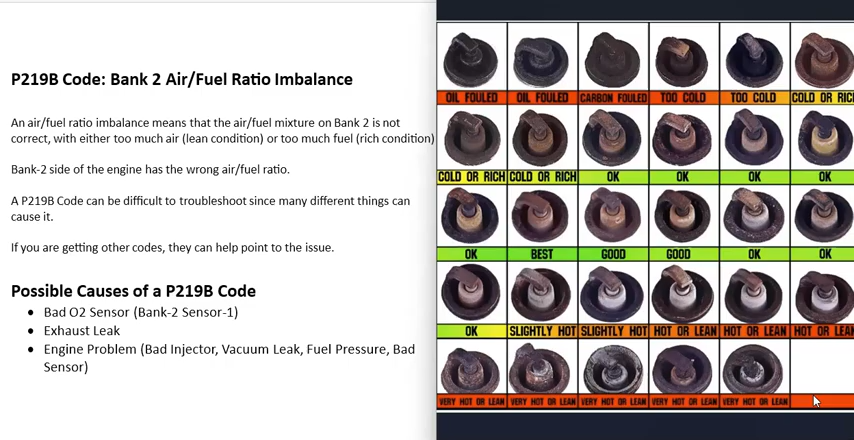 P219B Code: Bank 2 Air/Fuel Ratio Imbalance
An air/fuel ratio imbalance means that the air/fuel mixture on Bank 2 is not
correct, with either too much air (lean condition) or too much fuel (rich condition)
Bank-2 side of the engine has the wrong air/fuel ratio.
A P219B Code can be difficult to troubleshoot since many different things can
cause it.
If you are getting other codes, they can help point to the issue.
Possible Causes of a P219B Code
• Bad O2 Sensor (Bank-2 Sensor-1)
• Exhaust Leak
• Engine Problem (Bad Injector, Vacuum Leak, Fuel Pressure, Bad
Sensor)
OIL FOULED OIL FOULED CARBON FOULED TOO COLD TOO COLD COLD OR RICH
COLD OR RICH COLD OR RICH OK OK OK OK
OK BEST GOOD GOOD OK OK
OK SLIGHTLY HOT SLIGHTLY HOT HOT OR LEAN HOT OR LEAN HOT OR LEAN
VERY HOT OR LEAN VERY HOT OR LEAN VERY HOT OR LEAN VERY HOT OR LEAN VERY HOT OR LEAN